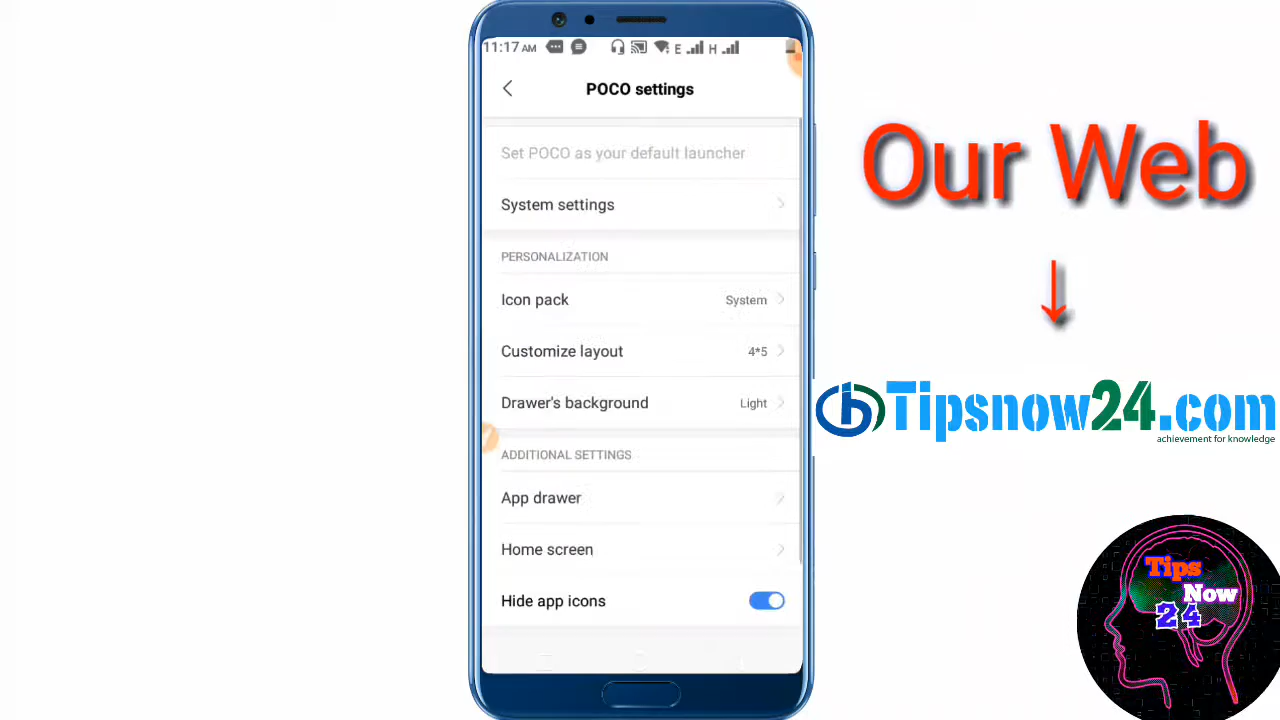 11:17 AM E H
POCO settings
Set POCO as your default launcher
System settings
PERSONALIZATION
Icon pack System
Customize layout 4*5
Drawer's background Light
ADDITIONAL SETTINGS
App drawer
Home screen
Hide app icons
Our Web
Tipsnow24.com
achievement for knowledge
Tips
Now
24